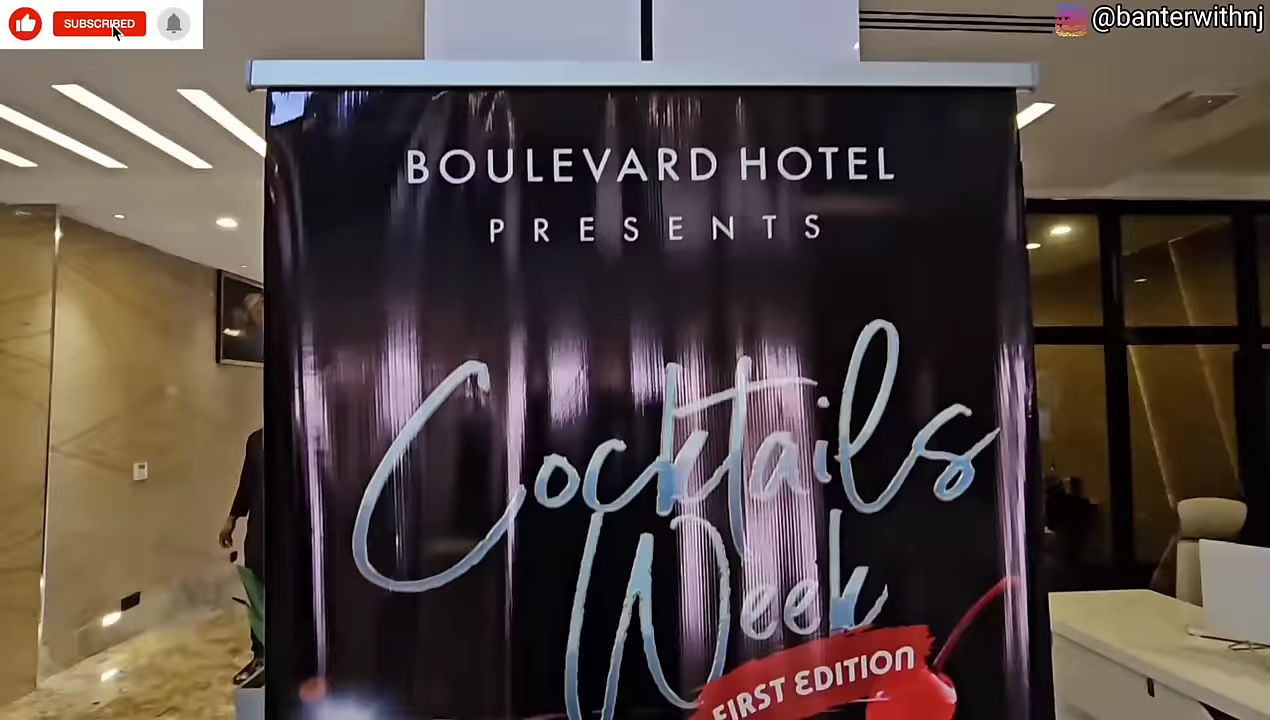 SUBSCRIBED
@banterwithnj
BOULEVARD HOTEL
PRESENTS
Cocktails
Week
FIRST EDITION